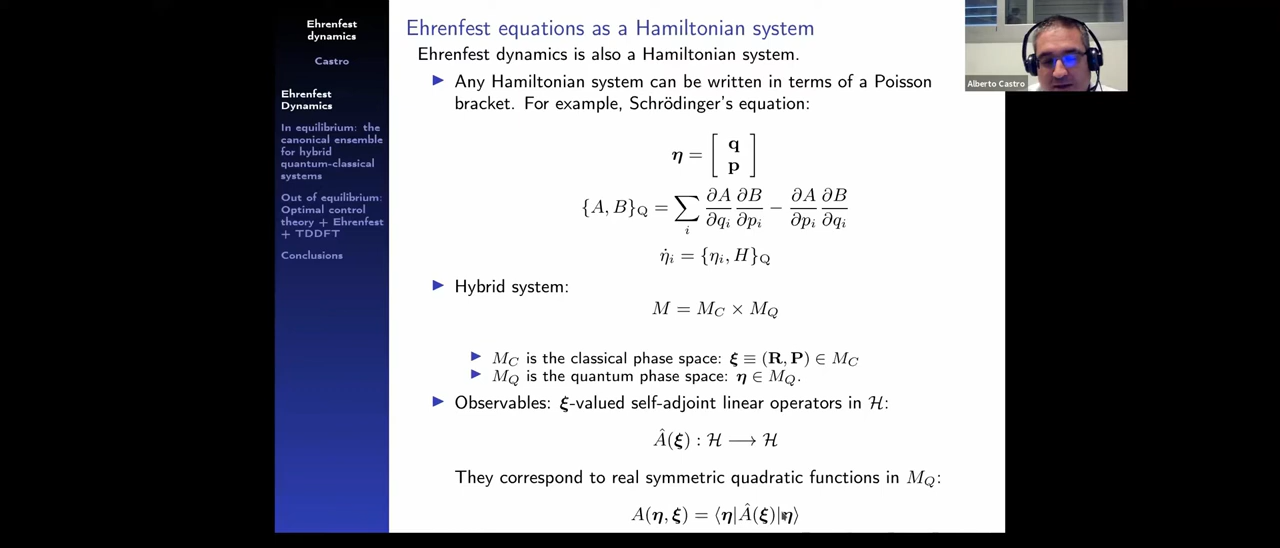 Ehrenfest
dynamics
Castro
Ehrenfest
Dynamics
In equilibrium: the
canonical ensemble
for hybrid
quantum-classical
systems
Out of equilibrium:
Optimal control
theory + Ehrenfest
+ TDDFT
Conclusions
Ehrenfest equations as a Hamiltonian system
Ehrenfest dynamics is also a Hamiltonian system.
Any Hamiltonian system can be written in terms of a Poisson
bracket. For example, Schrödinger's equation:
η = [ q
p ]
{A, B}_Q = ∑_i ∂A/∂q_i ∂B/∂p_i − ∂A/∂p_i ∂B/∂q_i
η̇_i = {η_i, H}_Q
Hybrid system:
M = M_C × M_Q
M_C is the classical phase space: ξ ≡ (R, P) ∈ M_C
M_Q is the quantum phase space: η ∈ M_Q.
Observables: ξ-valued self-adjoint linear operators in ℋ:
Â(ξ) : ℋ ⟶ ℋ
They correspond to real symmetric quadratic functions in M_Q:
A(η, ξ) = ⟨η|Â(ξ)|η⟩
Alberto Castro